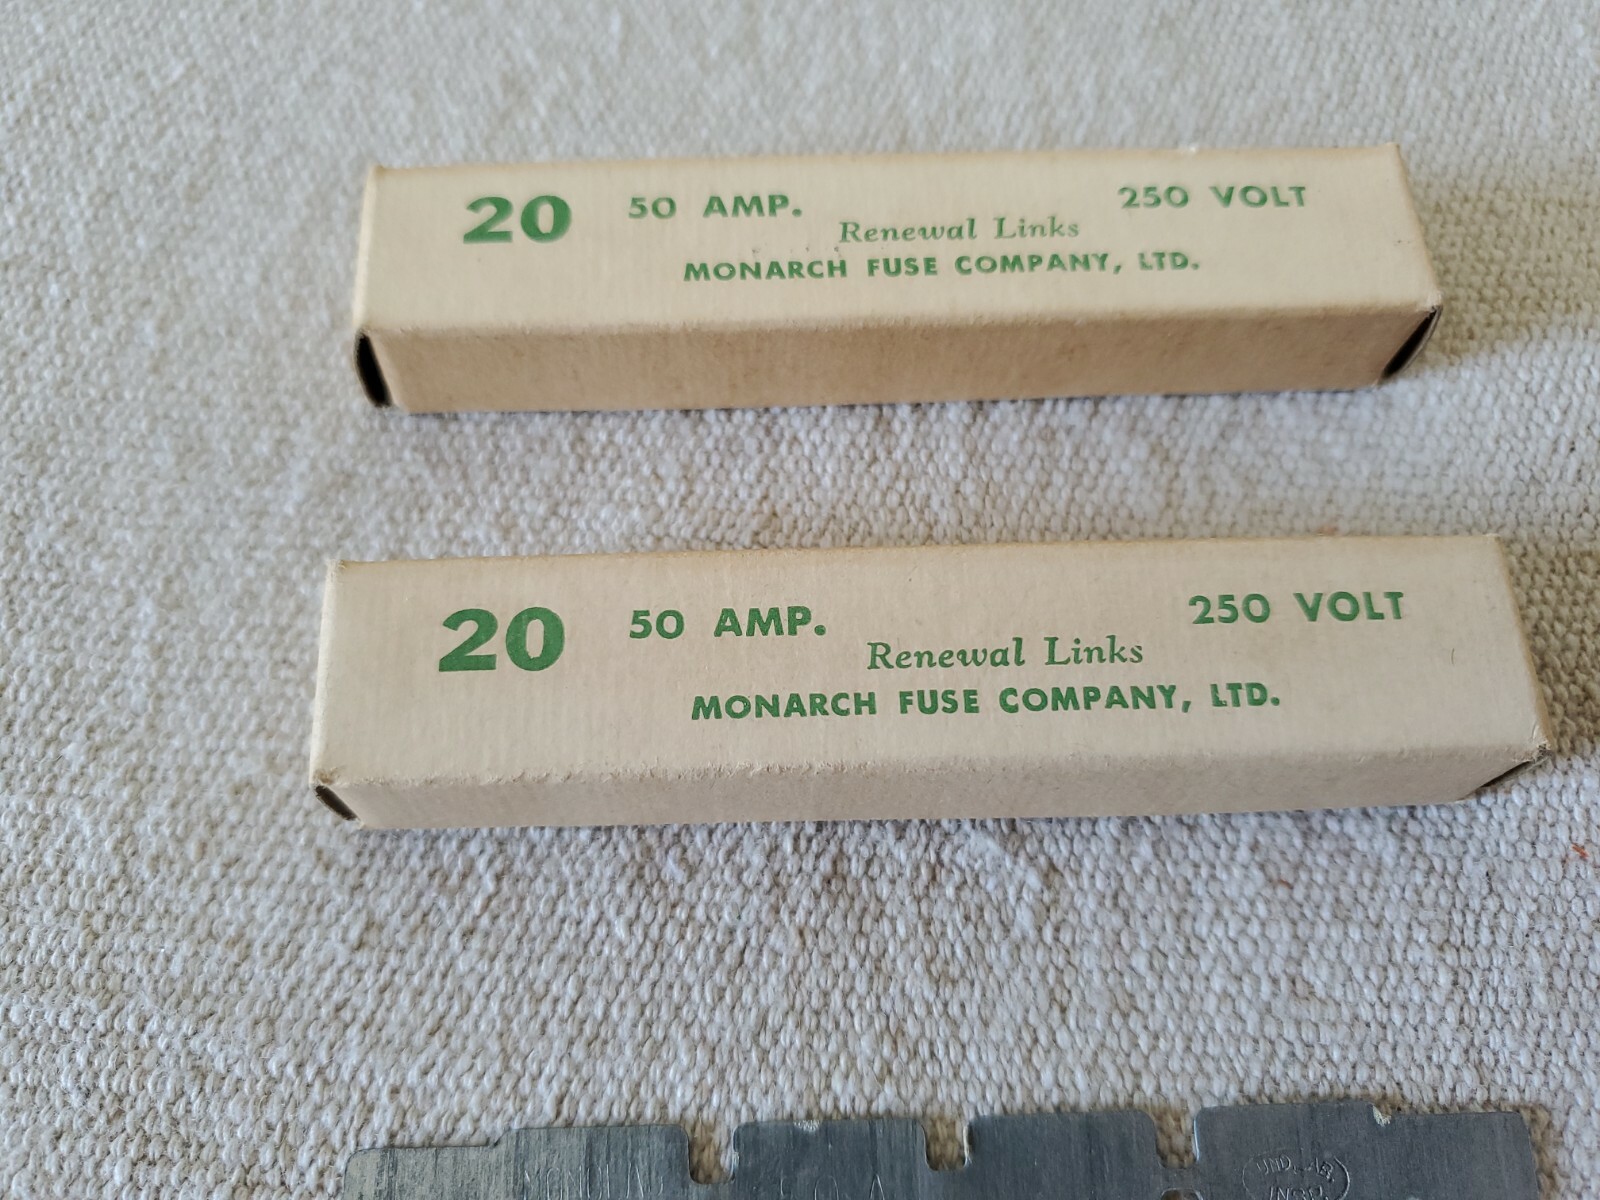 20 50 AMP. 250 VOLT
Renewal Links
MONARCH FUSE COMPANY, LTD.
20 50 AMP. 250 VOLT
Renewal Links
MONARCH FUSE COMPANY, LTD.